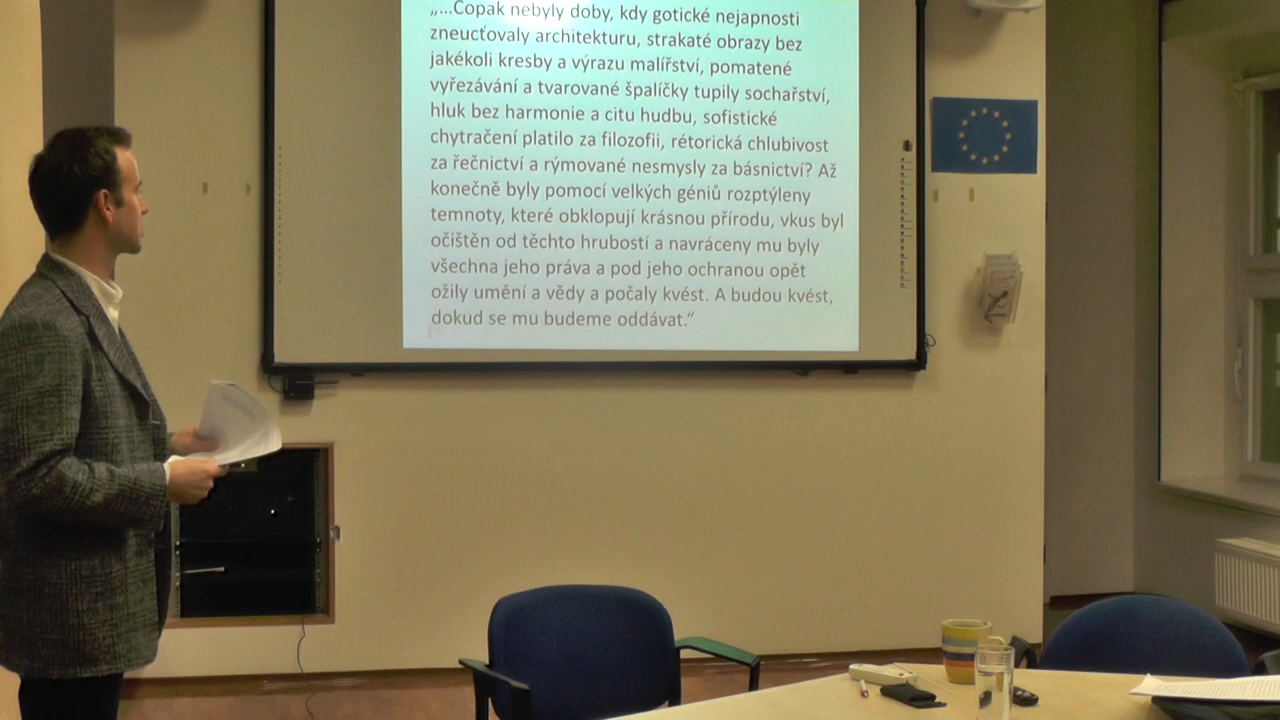 „...Copak nebyly doby, kdy gotické nejapnosti
zneucťovaly architekturu, strakaté obrazy bez
jakékoli kresby a výrazu malířství, pomatené
vyřezávání a tvarované špalíčky tupily sochařství,
hluk bez harmonie a citu hudbu, sofistické
chytračení platilo za filozofii, rétorická chlubivost
za řečnictví a rýmované nesmysly za básnictví? Až
konečně byly pomocí velkých géniů rozptýleny
temnoty, které obklopují krásnou přírodu, vkus byl
očištěn od těchto hrubostí a navráceny mu byly
všechna jeho práva a pod jeho ochranou opět
ožily umění a vědy a počaly kvést. A budou kvést,
dokud se mu budeme oddávat.“